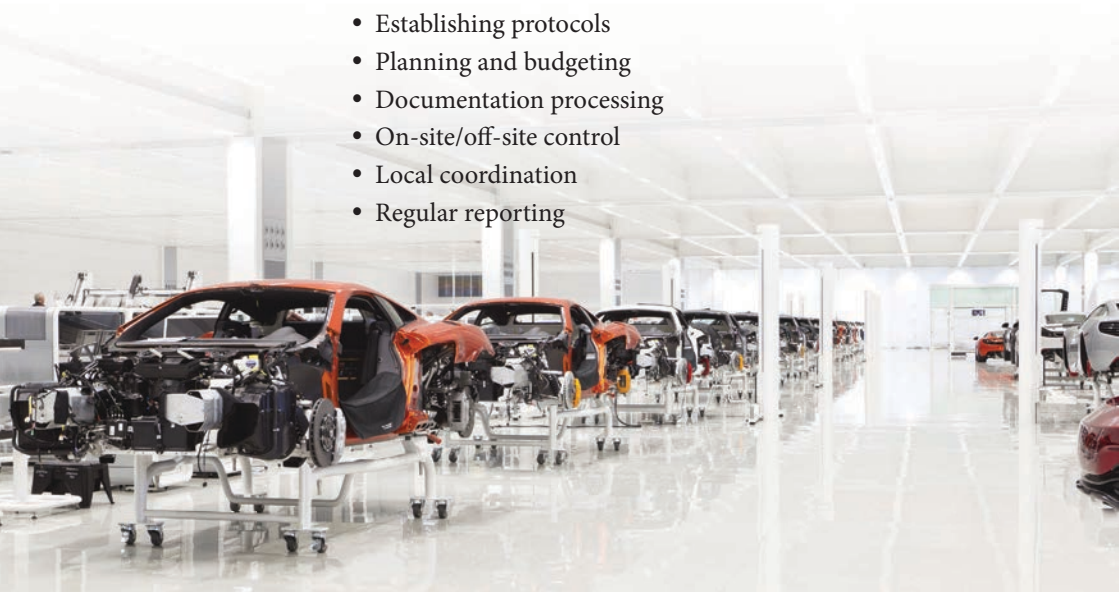 • Establishing protocols
• Planning and budgeting
• Documentation processing
• On-site/off-site control
• Local coordination
• Regular reporting